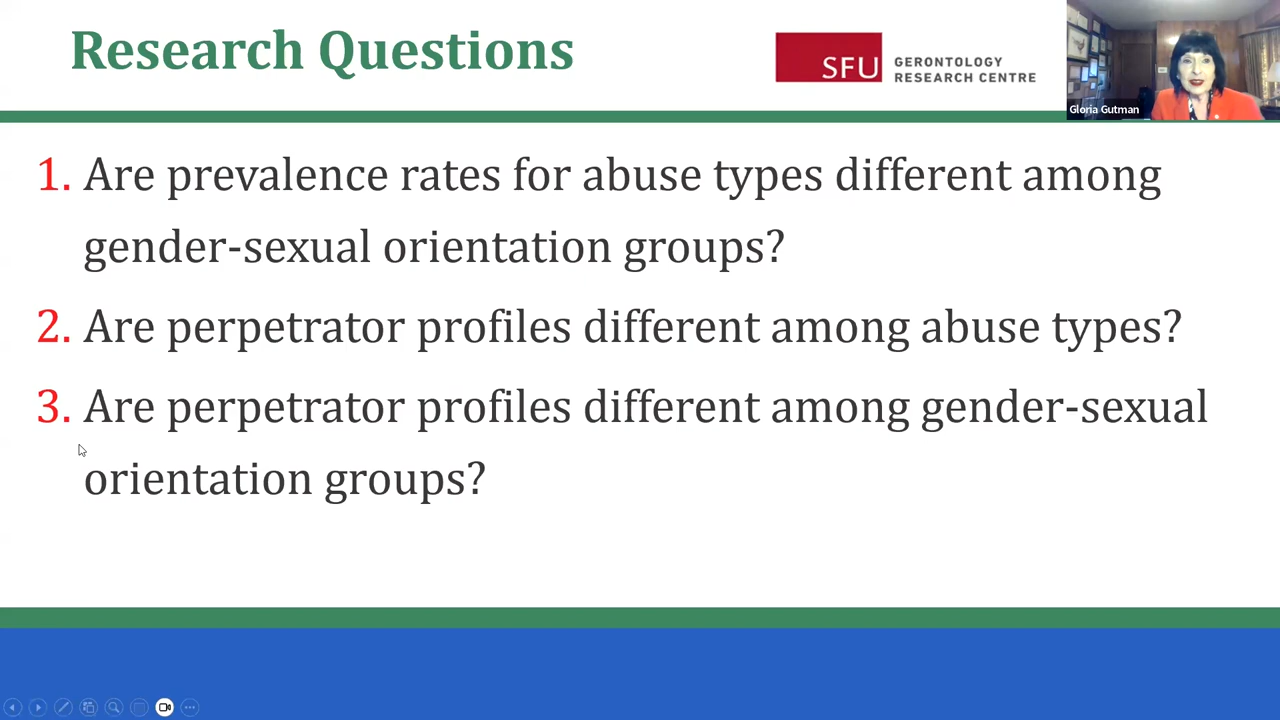 Research Questions
SFU GERONTOLOGY
RESEARCH CENTRE
Gloria Gutman
1. Are prevalence rates for abuse types different among
gender-sexual orientation groups?
2. Are perpetrator profiles different among abuse types?
3. Are perpetrator profiles different among gender-sexual
orientation groups?